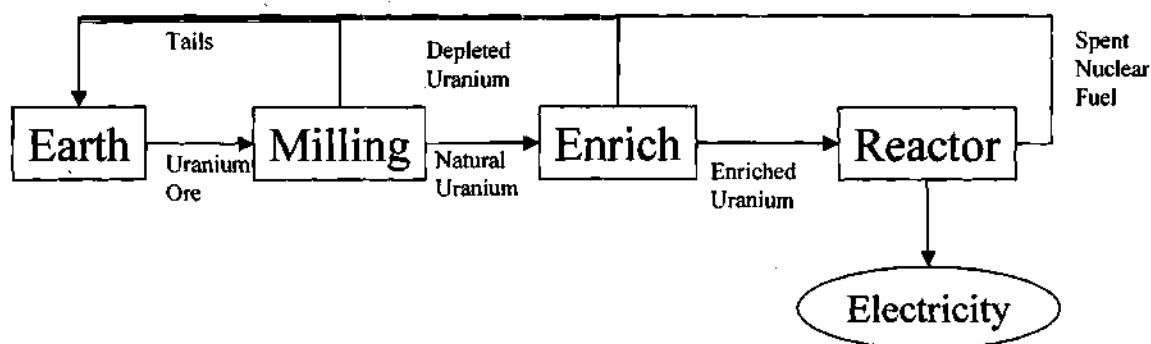 Tails
Depleted
Uranium
Spent
Nuclear
Fuel
Earth
Uranium
Ore
Milling
Natural
Uranium
Enrich
Enriched
Uranium
Reactor
Electricity